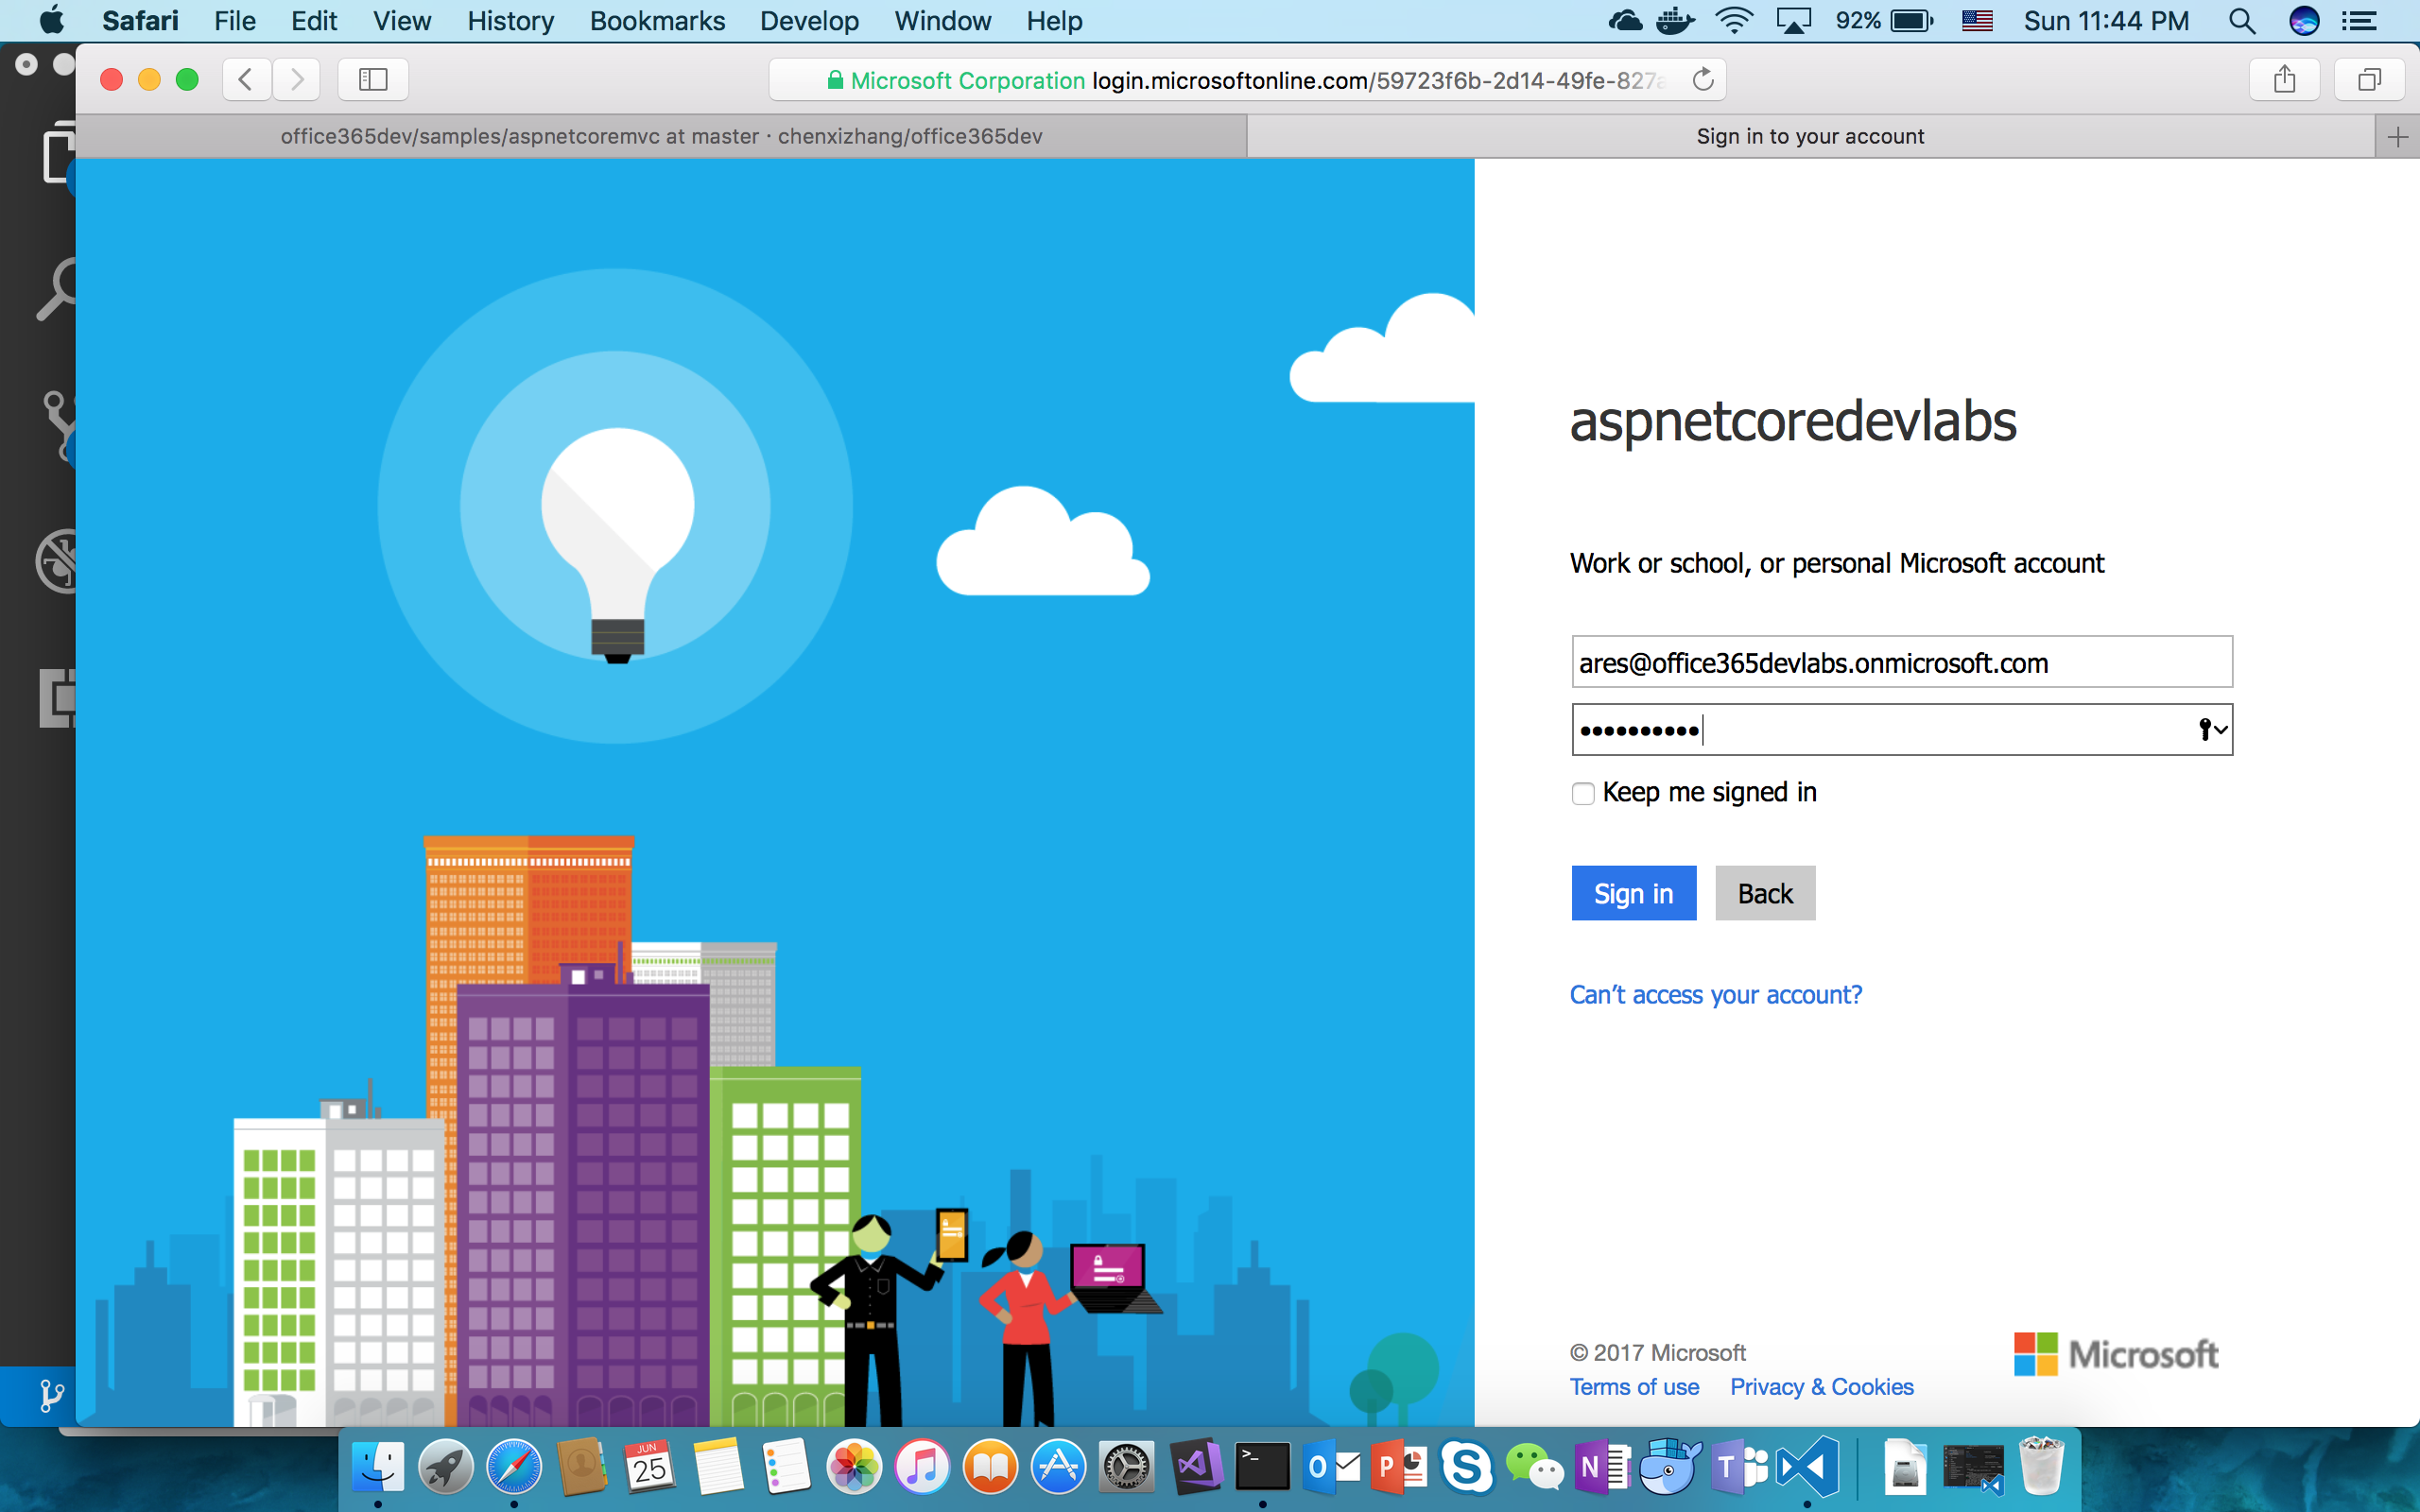 Safari File Edit View History Bookmarks Develop Window Help 92% Sun 11:44 PM
Microsoft Corporation login.microsoftonline.com/59723f6b-2d14-49fe-827a
office365dev/samples/aspnetcoremvc at master · chenxizhang/office365dev
Sign in to your account
aspnetcoredevlabs
Work or school, or personal Microsoft account
ares@office365devlabs.onmicrosoft.com
••••••••••
Keep me signed in
Sign in Back
Can't access your account?
© 2017 Microsoft
Terms of use Privacy & Cookies
Microsoft
JUN
25
>_
O
P
S
N
T